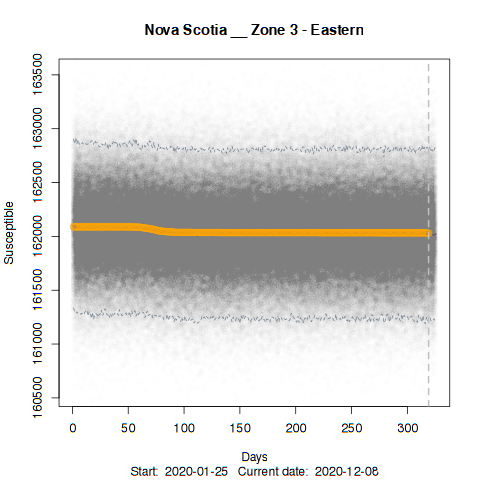 Nova Scotia __ Zone 3 - Eastern
163500
163000
162500
162000
161500
161000
160500
Susceptible
0 50 100 150 200 250 300
Days
Start: 2020-01-25 Current date: 2020-12-08